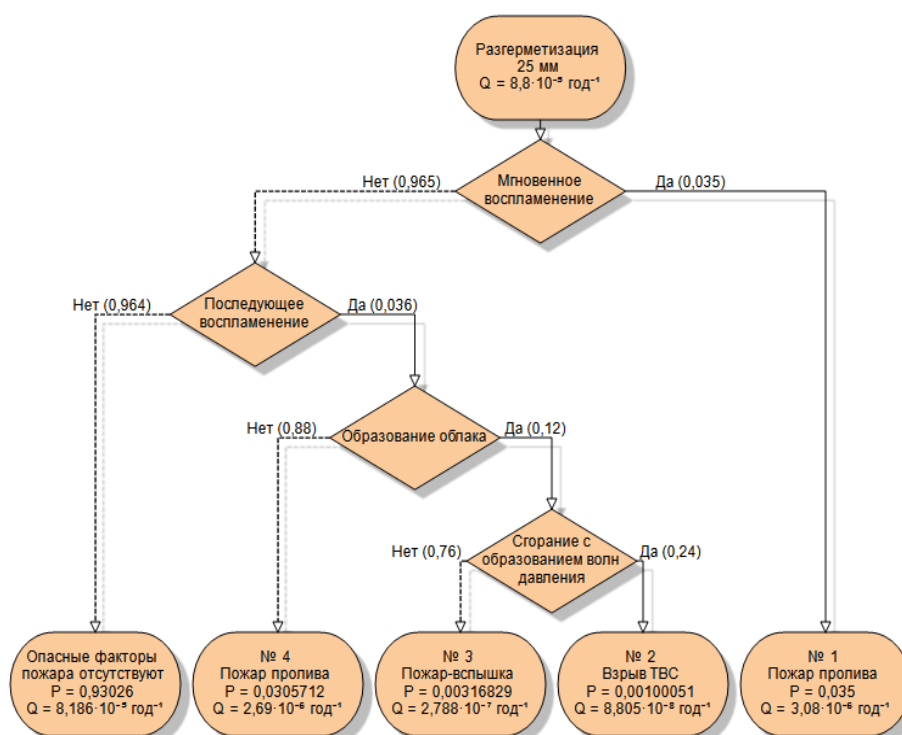 Разгерметизация
25 мм
Q = 8,8·10⁻⁵ год⁻¹
Нет (0,965)
Мгновенное
воспламенение
Да (0,035)
Нет (0,964)
Последующее
воспламенение
Да (0,036)
Нет (0,88)
Образование облака
Да (0,12)
Нет (0,76)
Сгорание с
образованием волн
давления
Да (0,24)
Опасные факторы
пожара отсутствуют
P = 0,93026
Q = 8,186·10⁻⁵ год⁻¹
№ 4
Пожар пролива
P = 0,0305712
Q = 2,69·10⁻⁶ год⁻¹
№ 3
Пожар-вспышка
P = 0,00316829
Q = 2,788·10⁻⁷ год⁻¹
№ 2
Взрыв ТВС
P = 0,00100051
Q = 8,805·10⁻⁸ год⁻¹
№ 1
Пожар пролива
P = 0,035
Q = 3,08·10⁻⁶ год⁻¹